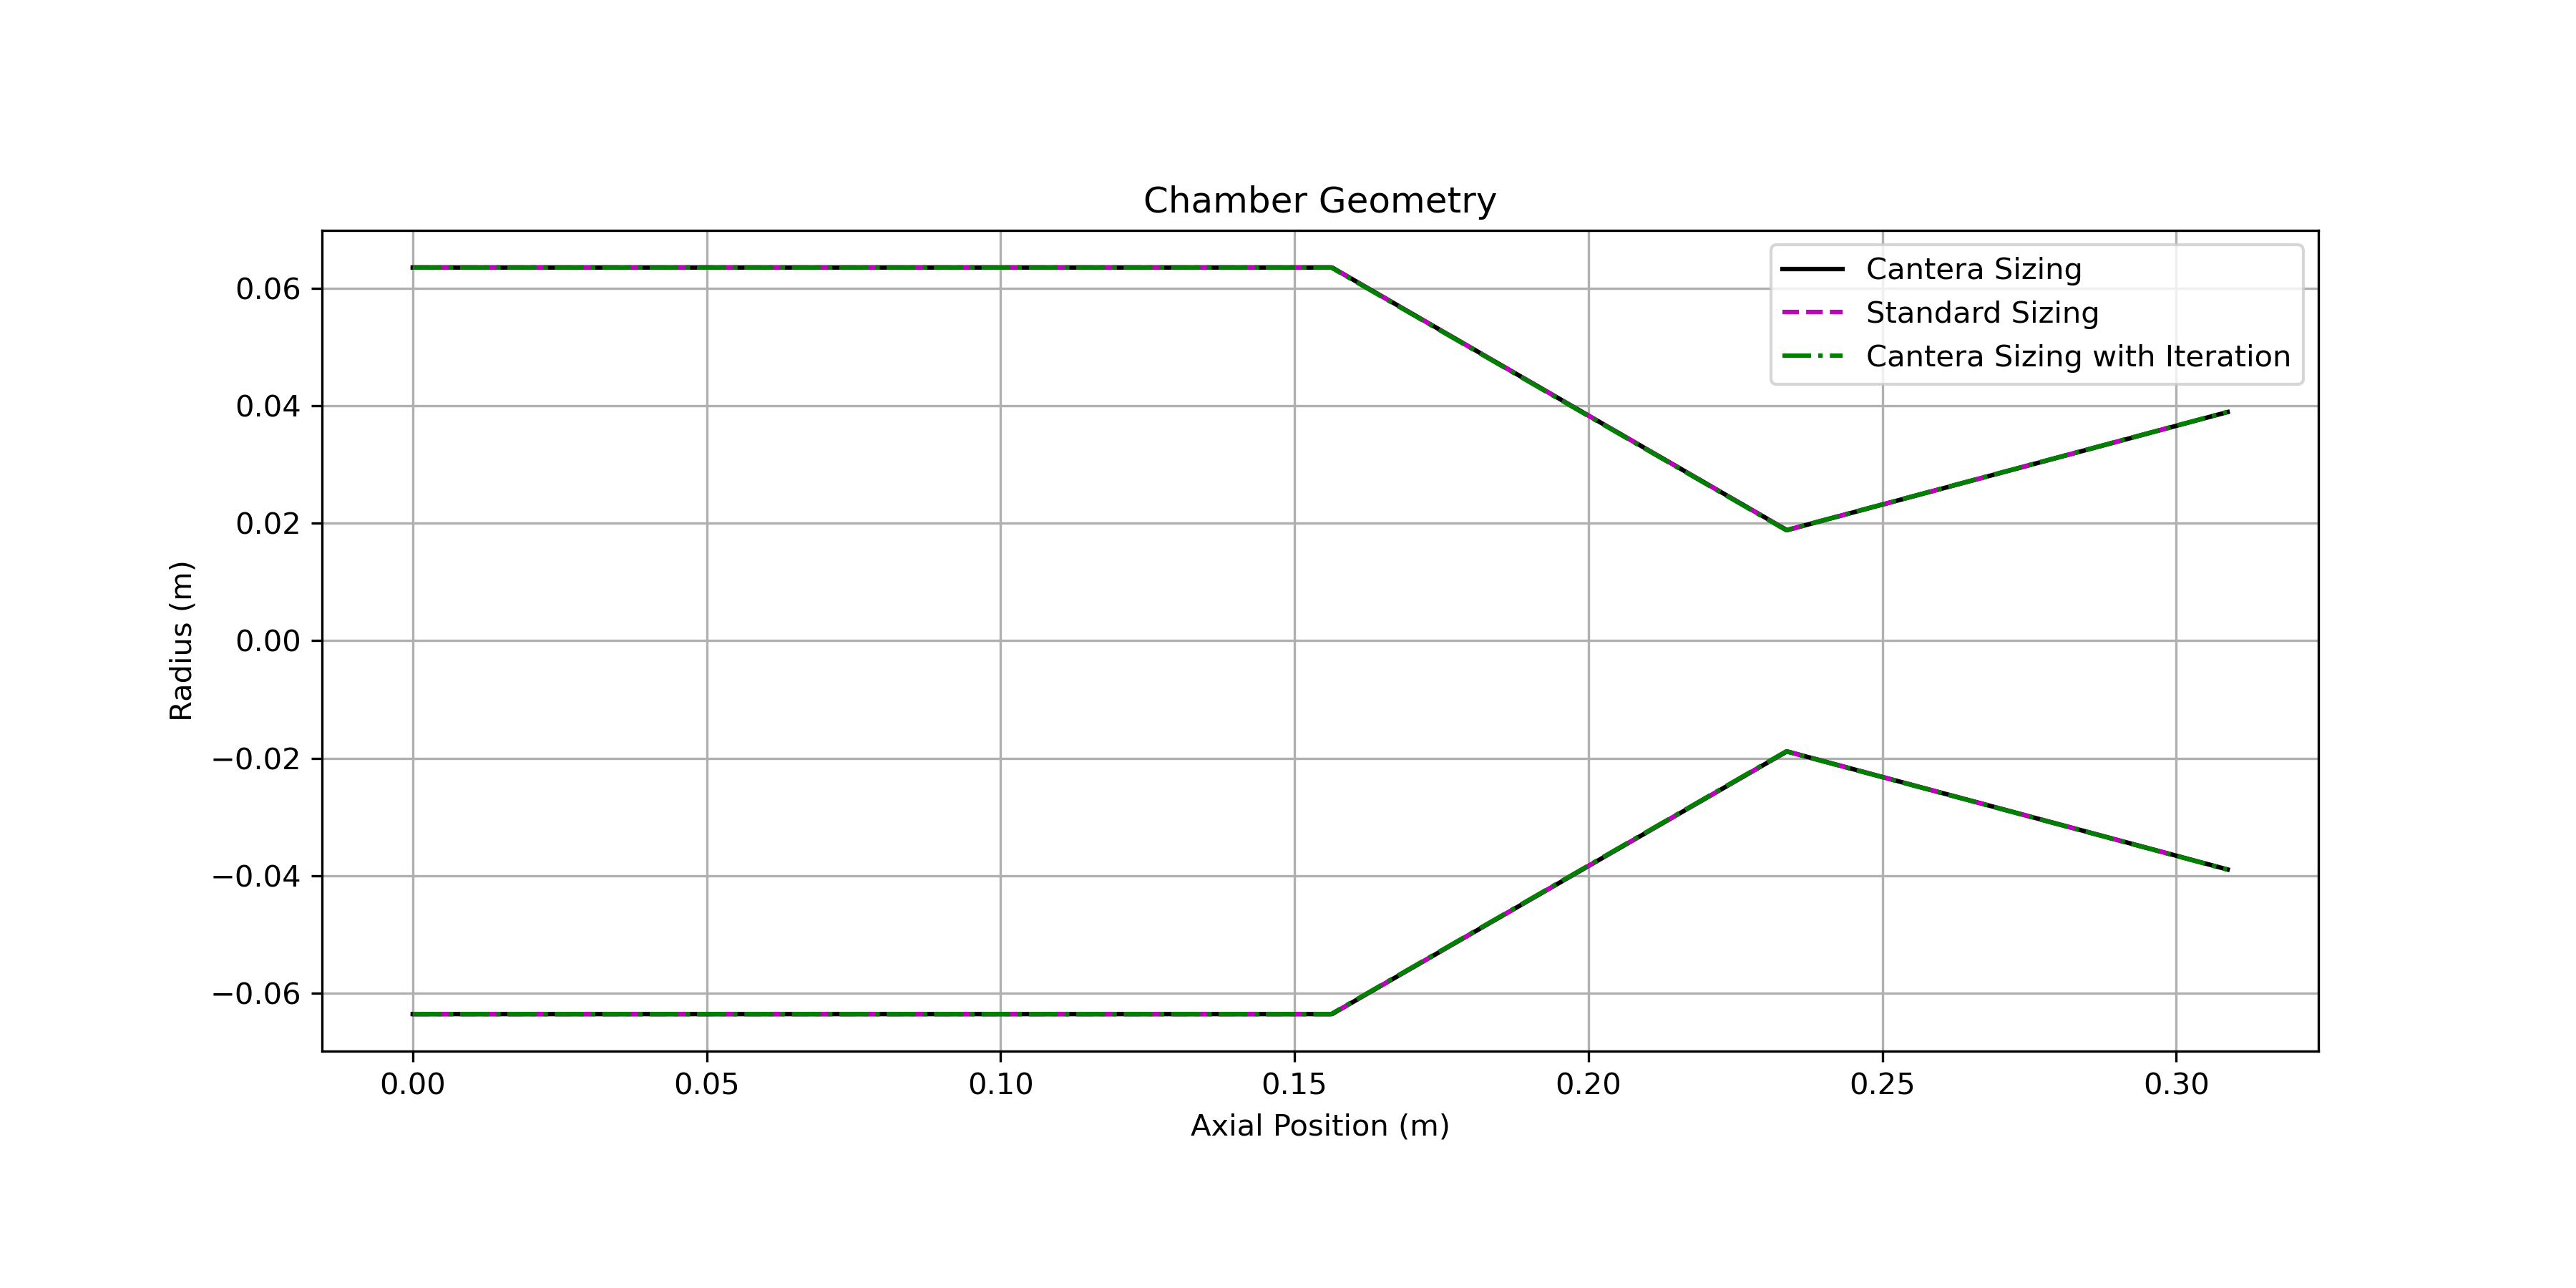 Chamber Geometry
Cantera Sizing
Standard Sizing
Cantera Sizing with Iteration
Radius (m)
0.06
0.04
0.02
0.00
−0.02
−0.04
−0.06
0.00 0.05 0.10 0.15 0.20 0.25 0.30
Axial Position (m)